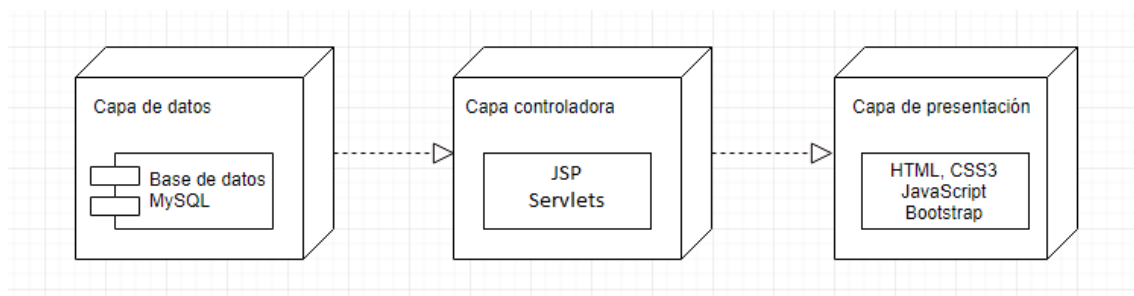 Capa de datos
Base de datos
MySQL
Capa controladora
JSP
Servlets
Capa de presentación
HTML, CSS3
JavaScript
Bootstrap